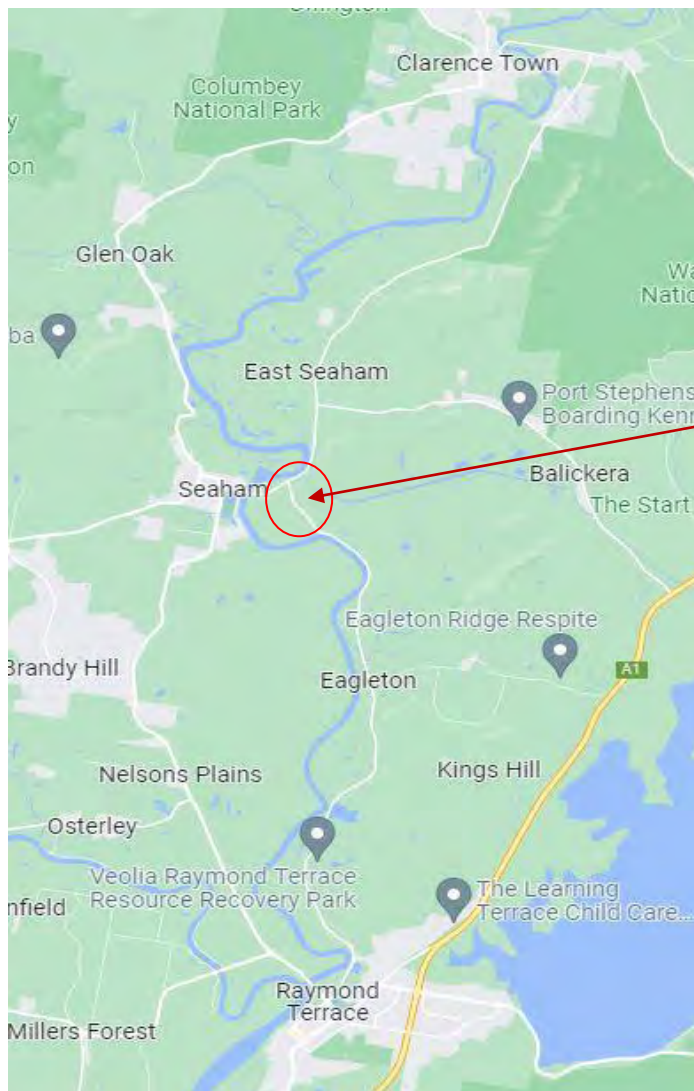 Clarence Town
Columbey
National Park
Glen Oak
East Seaham
Port Stephens
Boarding Kenn
Balickera
Seaham
The Start
Eagleton Ridge Respite
A1
Brandy Hill
Eagleton
Kings Hill
Nelsons Plains
Osterley
Veolia Raymond Terrace
Resource Recovery Park
The Learning
Terrace Child Care...
nfield
Raymond
Terrace
Millers Forest